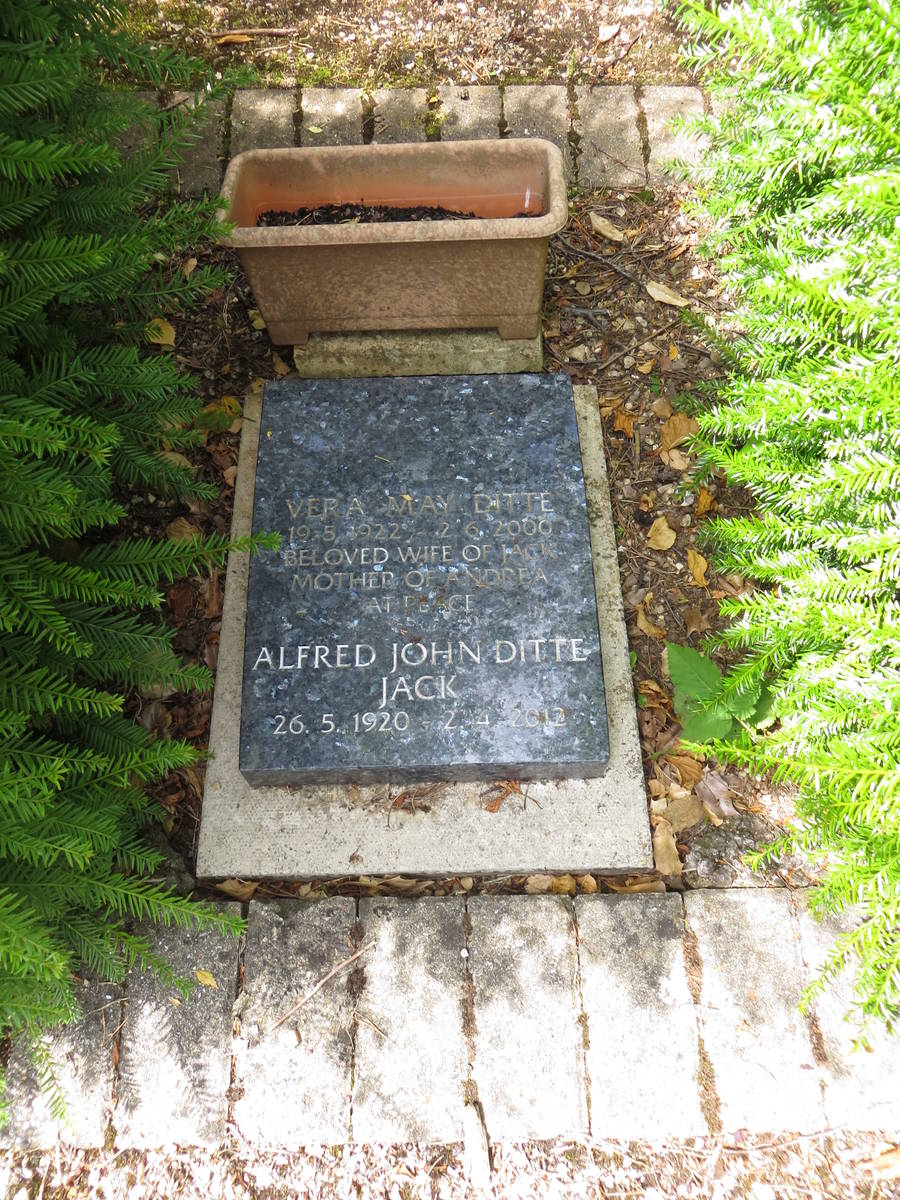 VERA MAY DITTE
19.5.1922 - 2.6.2000
BELOVED WIFE OF JACK
MOTHER OF ANDREA
AT PEACE
ALFRED JOHN DITTE
JACK
26.5.1920 - 2.4.2012